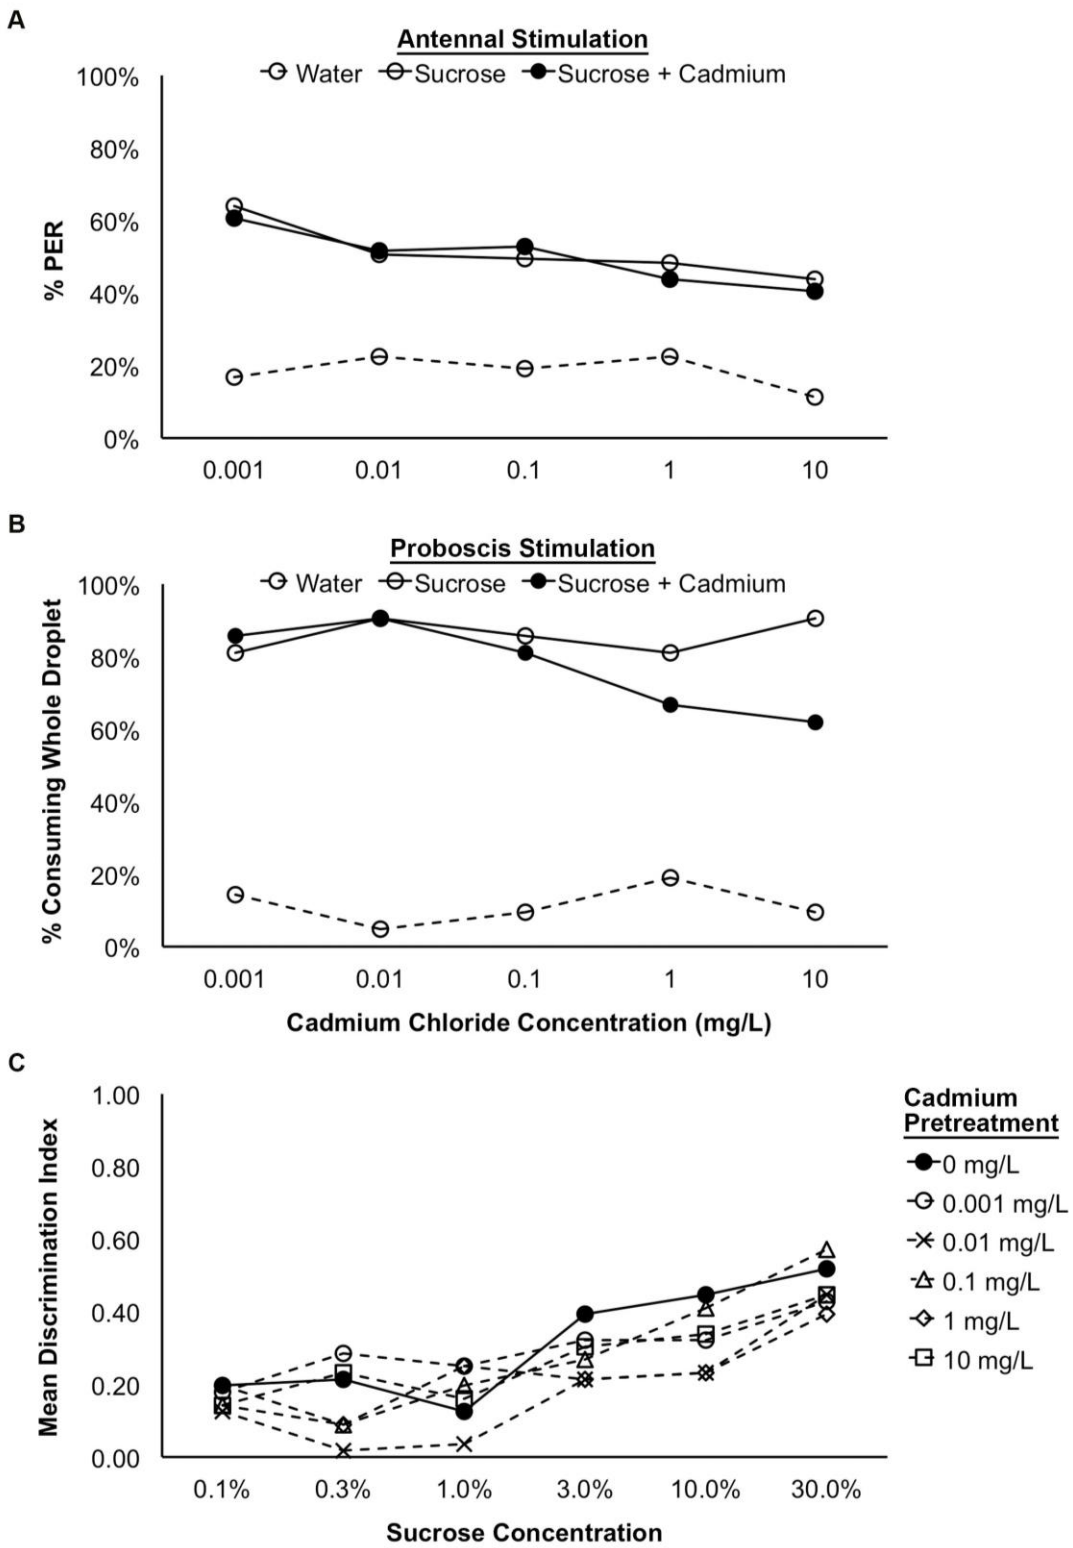 A
Antennal Stimulation
Water Sucrose Sucrose + Cadmium
100%
80%
60%
40%
20%
0%
% PER
0.001 0.01 0.1 1 10
B
Proboscis Stimulation
Water Sucrose Sucrose + Cadmium
100%
80%
60%
40%
20%
0%
% Consuming Whole Droplet
0.001 0.01 0.1 1 10
Cadmium Chloride Concentration (mg/L)
C
1.00
0.80
0.60
0.40
0.20
0.00
Mean Discrimination Index
0.1% 0.3% 1.0% 3.0% 10.0% 30.0%
Sucrose Concentration
Cadmium
Pretreatment
0 mg/L
0.001 mg/L
0.01 mg/L
0.1 mg/L
1 mg/L
10 mg/L